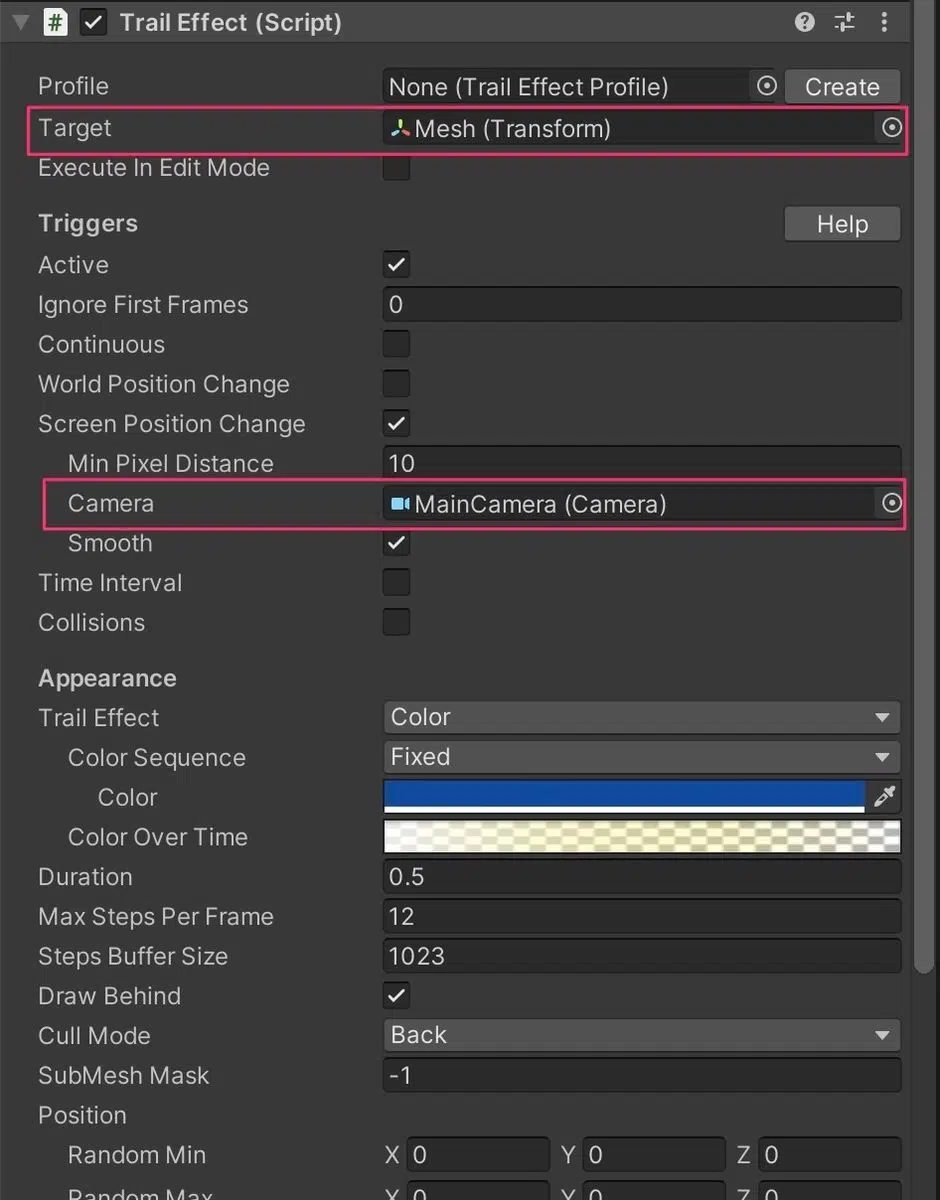 # Trail Effect (Script)
Profile None (Trail Effect Profile) Create
Target Mesh (Transform)
Execute In Edit Mode
Triggers Help
Active
Ignore First Frames 0
Continuous
World Position Change
Screen Position Change
Min Pixel Distance 10
Camera MainCamera (Camera)
Smooth
Time Interval
Collisions
Appearance
Trail Effect Color
Color Sequence Fixed
Color
Color Over Time
Duration 0.5
Max Steps Per Frame 12
Steps Buffer Size 1023
Draw Behind
Cull Mode Back
SubMesh Mask -1
Position
Random Min X 0 Y 0 Z 0
Random Max X 0 Y 0 Z 0